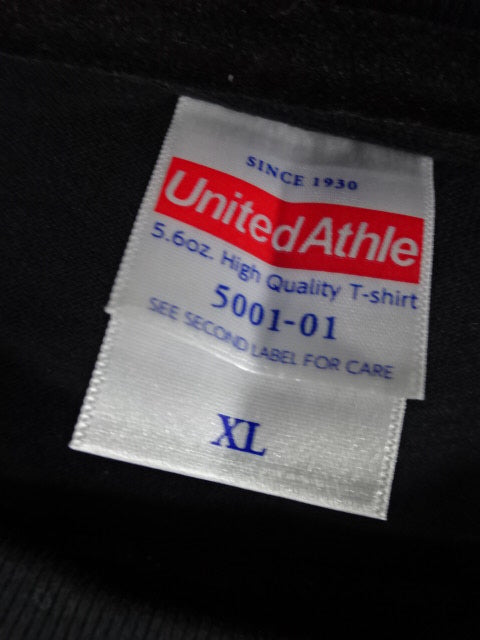 SINCE 1930
UnitedAthle
5.6oz. High Quality T-shirt
5001-01
SEE SECOND LABEL FOR CARE
XL